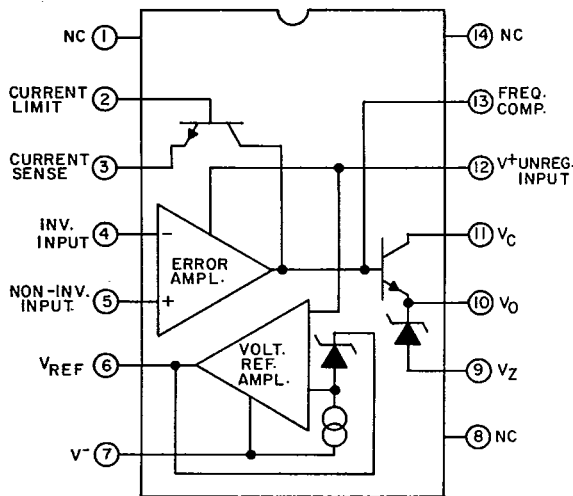 NC 1
CURRENT
LIMIT 2
CURRENT
SENSE 3
INV.
INPUT 4
NON-INV.
INPUT. 5
VREF 6
V- 7
14 NC
13 FREQ.
COMP.
12 V+ UNREG.
INPUT
11 VC
10 VO
9 VZ
8 NC
−
+
ERROR
AMPL.
VOLT.
REF.
AMPL.